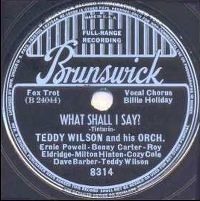 FULL-RANGE
RECORDING
Brunswick
Fox Trot
(B 24044)
Vocal Chorus
Billie Holiday
WHAT SHALL I SAY?
-Tinturin-
TEDDY WILSON and his ORCH.
Ernie Powell-Benny Carter-Roy
Eldridge-Milton Hinton-Cozy Cole
Dave Barber-Teddy Wilson
8314